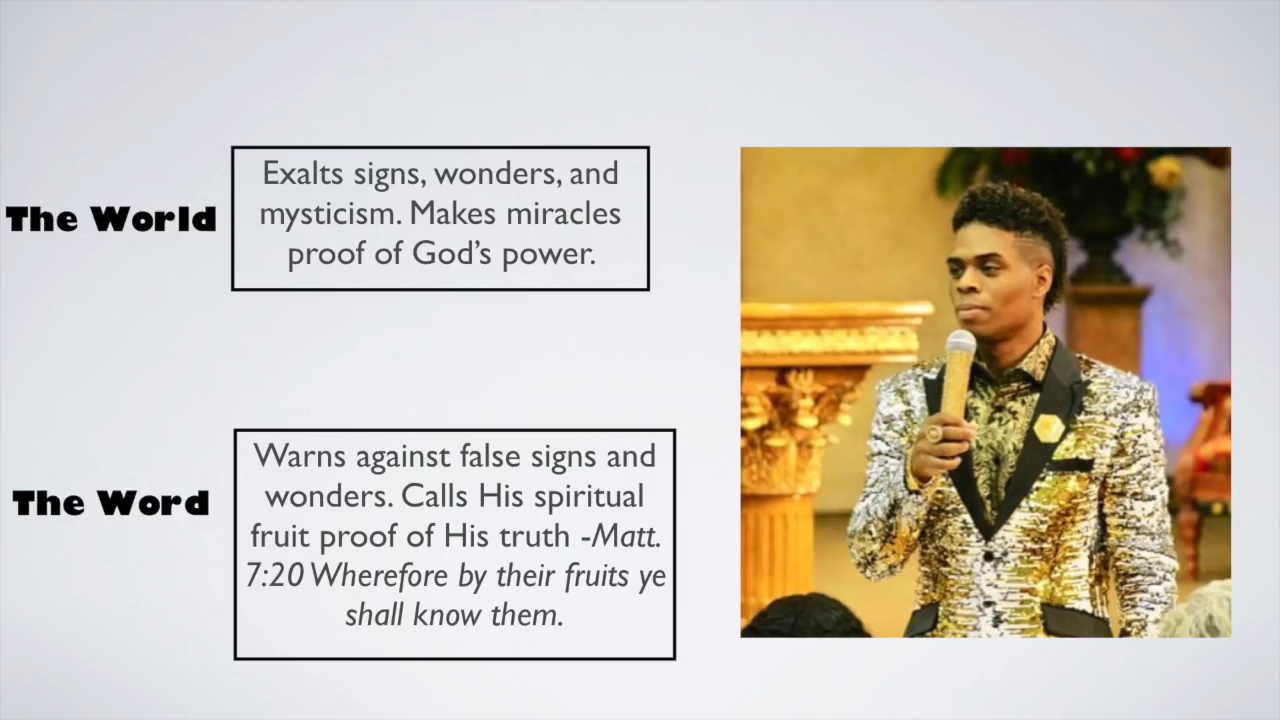 The World
Exalts signs, wonders, and
mysticism. Makes miracles
proof of God’s power.
The Word
Warns against false signs and
wonders. Calls His spiritual
fruit proof of His truth -Matt.
7:20 Wherefore by their fruits ye
shall know them.